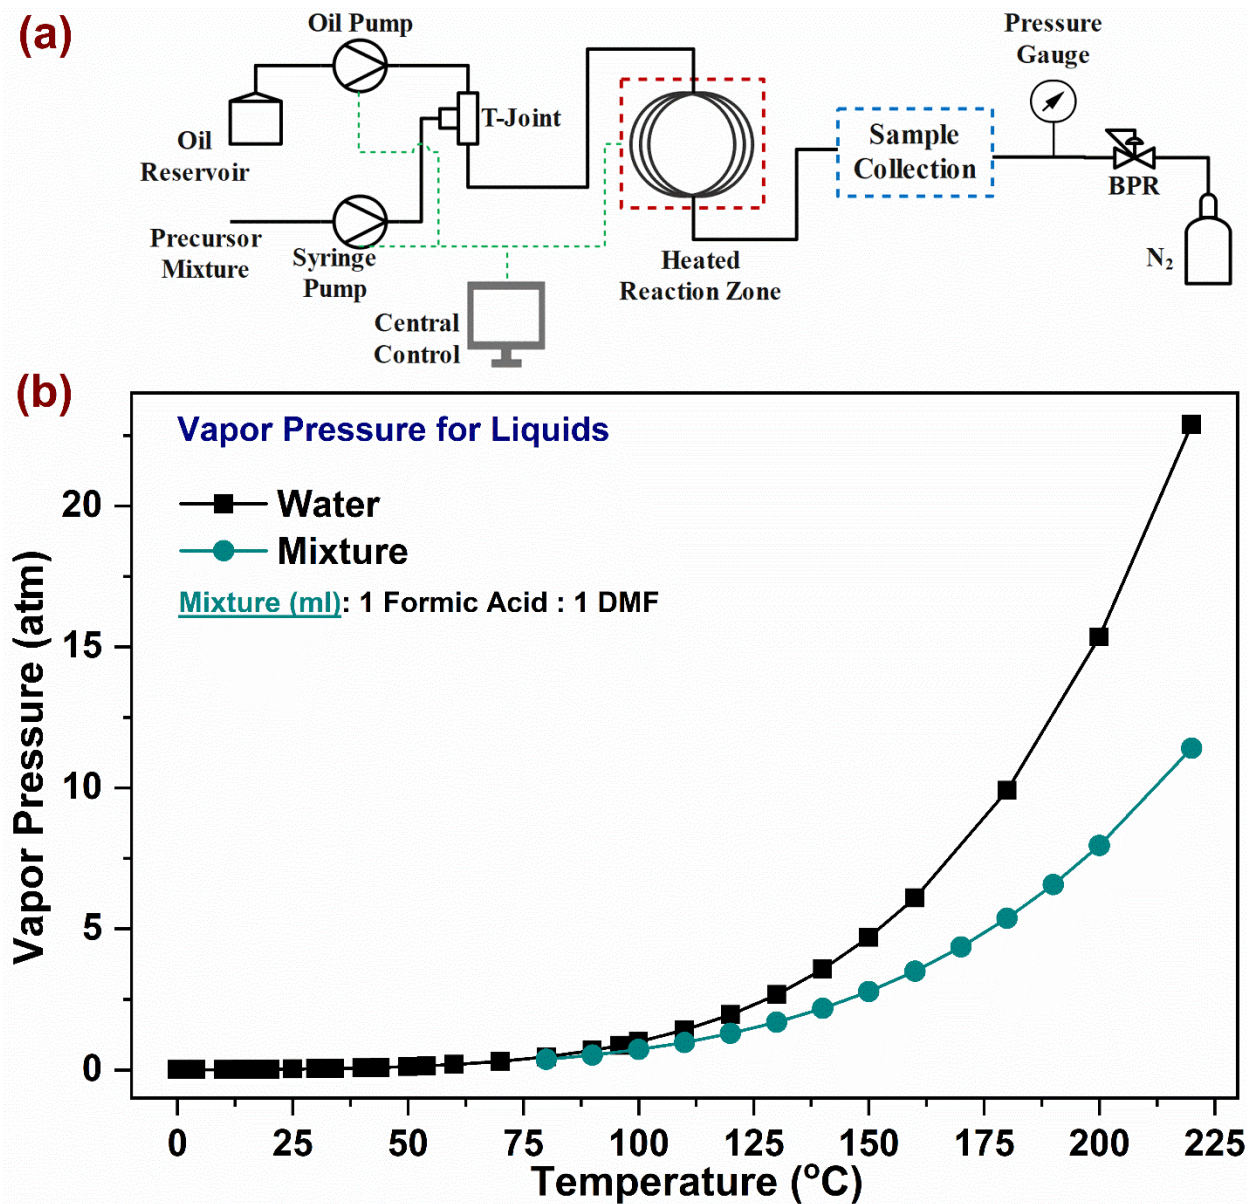 (a)
Oil Pump
Oil
Reservoir
T-Joint
Precursor
Mixture
Syringe
Pump
Central
Control
Heated
Reaction Zone
Sample
Collection
Pressure
Gauge
BPR
N₂
(b)
Vapor Pressure for Liquids
Water
Mixture
Mixture (ml): 1 Formic Acid : 1 DMF
Vapor Pressure (atm)
20
15
10
5
0
0 25 50 75 100 125 150 175 200 225
Temperature (°C)